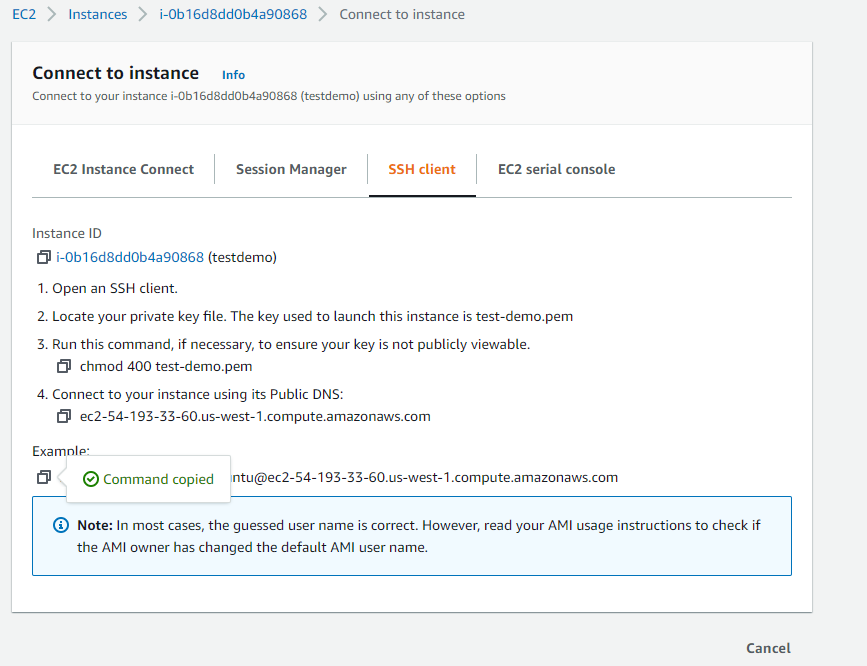 EC2 > Instances > i-0b16d8dd0b4a90868 > Connect to instance
Connect to instance Info
Connect to your instance i-0b16d8dd0b4a90868 (testdemo) using any of these options
EC2 Instance Connect Session Manager SSH client EC2 serial console
Instance ID
i-0b16d8dd0b4a90868 (testdemo)
1. Open an SSH client.
2. Locate your private key file. The key used to launch this instance is test-demo.pem
3. Run this command, if necessary, to ensure your key is not publicly viewable.
chmod 400 test-demo.pem
4. Connect to your instance using its Public DNS:
ec2-54-193-33-60.us-west-1.compute.amazonaws.com
Example:
Command copied ntu@ec2-54-193-33-60.us-west-1.compute.amazonaws.com
Note: In most cases, the guessed user name is correct. However, read your AMI usage instructions to check if
the AMI owner has changed the default AMI user name.
Cancel